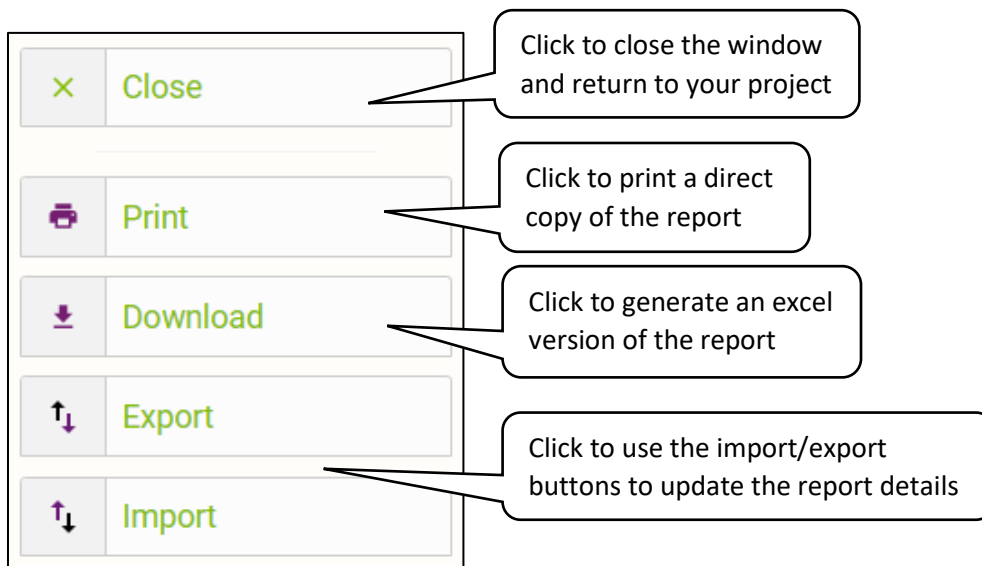 Close
Click to close the window
and return to your project
Print
Click to print a direct
copy of the report
Download
Click to generate an excel
version of the report
Export
Click to use the import/export
buttons to update the report details
Import